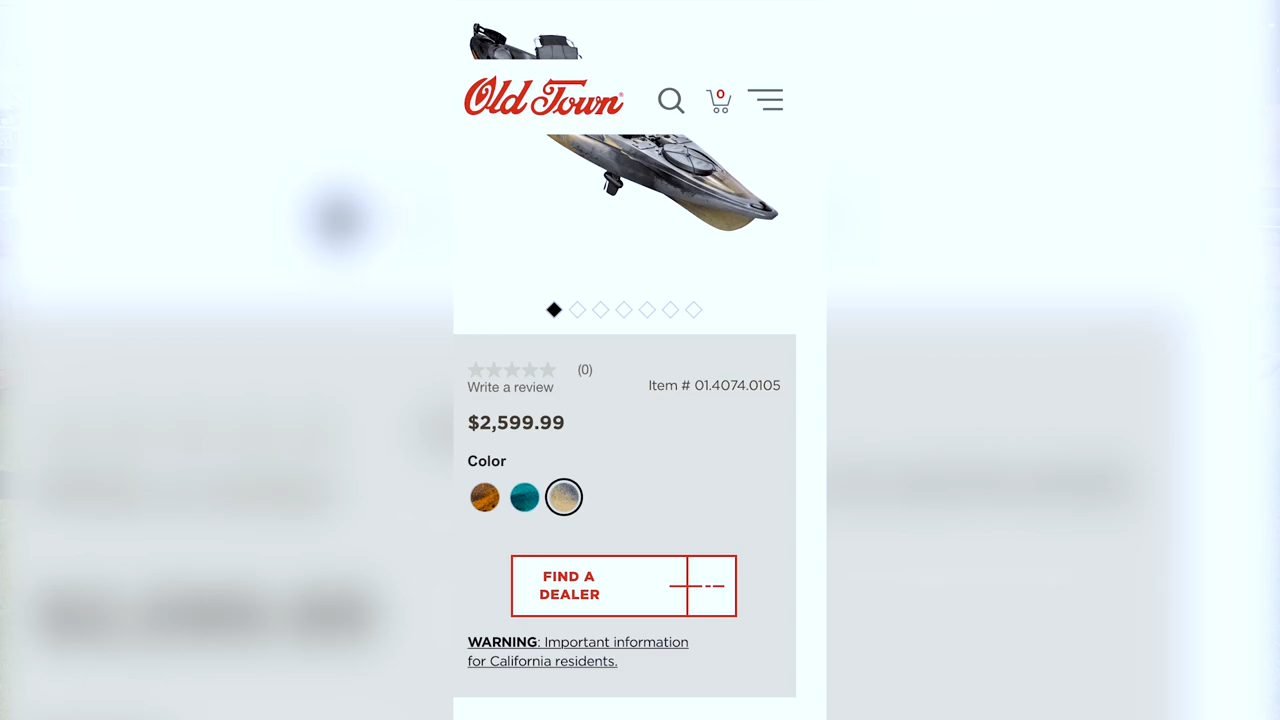 Old Town®
0
(0)
Write a review
Item # 01.4074.0105
$2,599.99
Color
FIND A
DEALER
WARNING: Important information
for California residents.